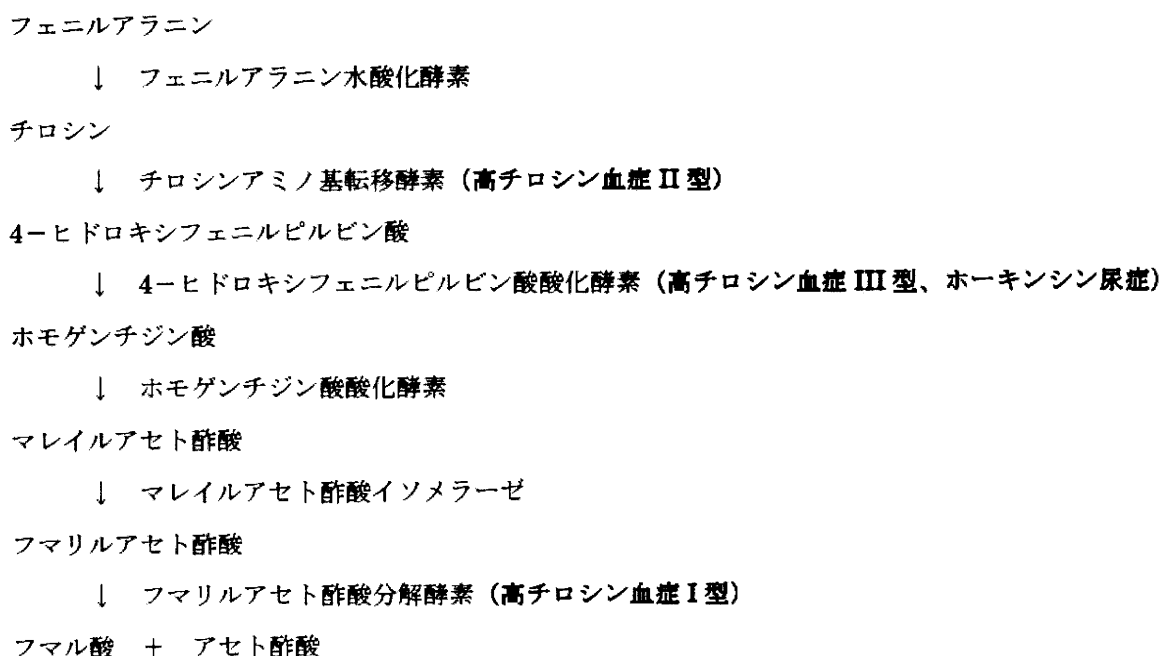 フェニルアラニン
↓ フェニルアラニン水酸化酵素
チロシン
↓ チロシンアミノ基転移酵素（高チロシン血症 II 型）
4－ヒドロキシフェニルピルビン酸
↓ 4－ヒドロキシフェニルピルビン酸酸化酵素（高チロシン血症 III 型、ホーキンシン尿症）
ホモゲンチジン酸
↓ ホモゲンチジン酸酸化酵素
マレイルアセト酢酸
↓ マレイルアセト酢酸イソメラーゼ
フマリルアセト酢酸
↓ フマリルアセト酢酸分解酵素（高チロシン血症 I 型）
フマル酸 ＋ アセト酢酸